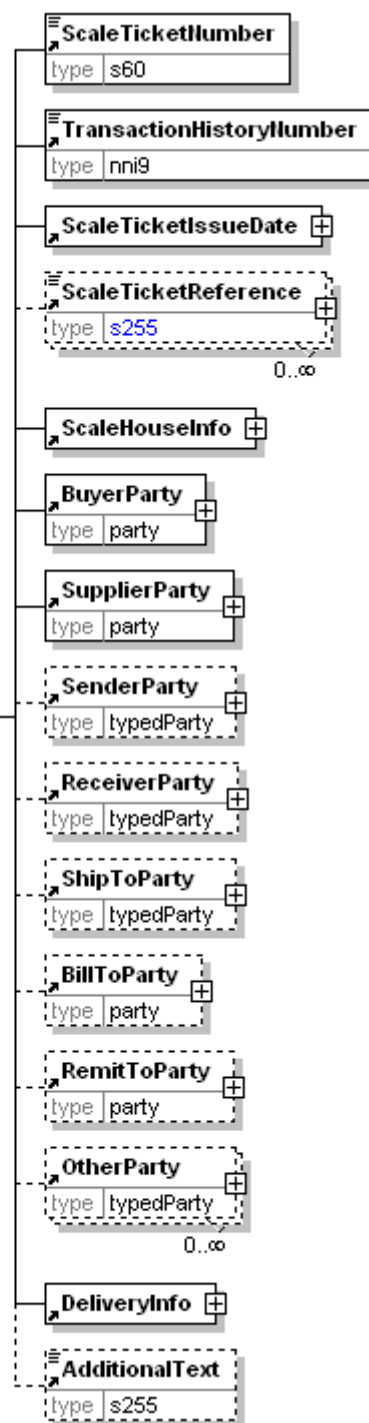 ScaleTicketNumber
type s60
TransactionHistoryNumber
type nni9
ScaleTicketIssueDate
ScaleTicketReference
type s255
0..∞
ScaleHouseInfo
BuyerParty
type party
SupplierParty
type party
SenderParty
type typedParty
ReceiverParty
type typedParty
ShipToParty
type typedParty
BillToParty
type party
RemitToParty
type party
OtherParty
type typedParty
0..∞
DeliveryInfo
AdditionalText
type s255